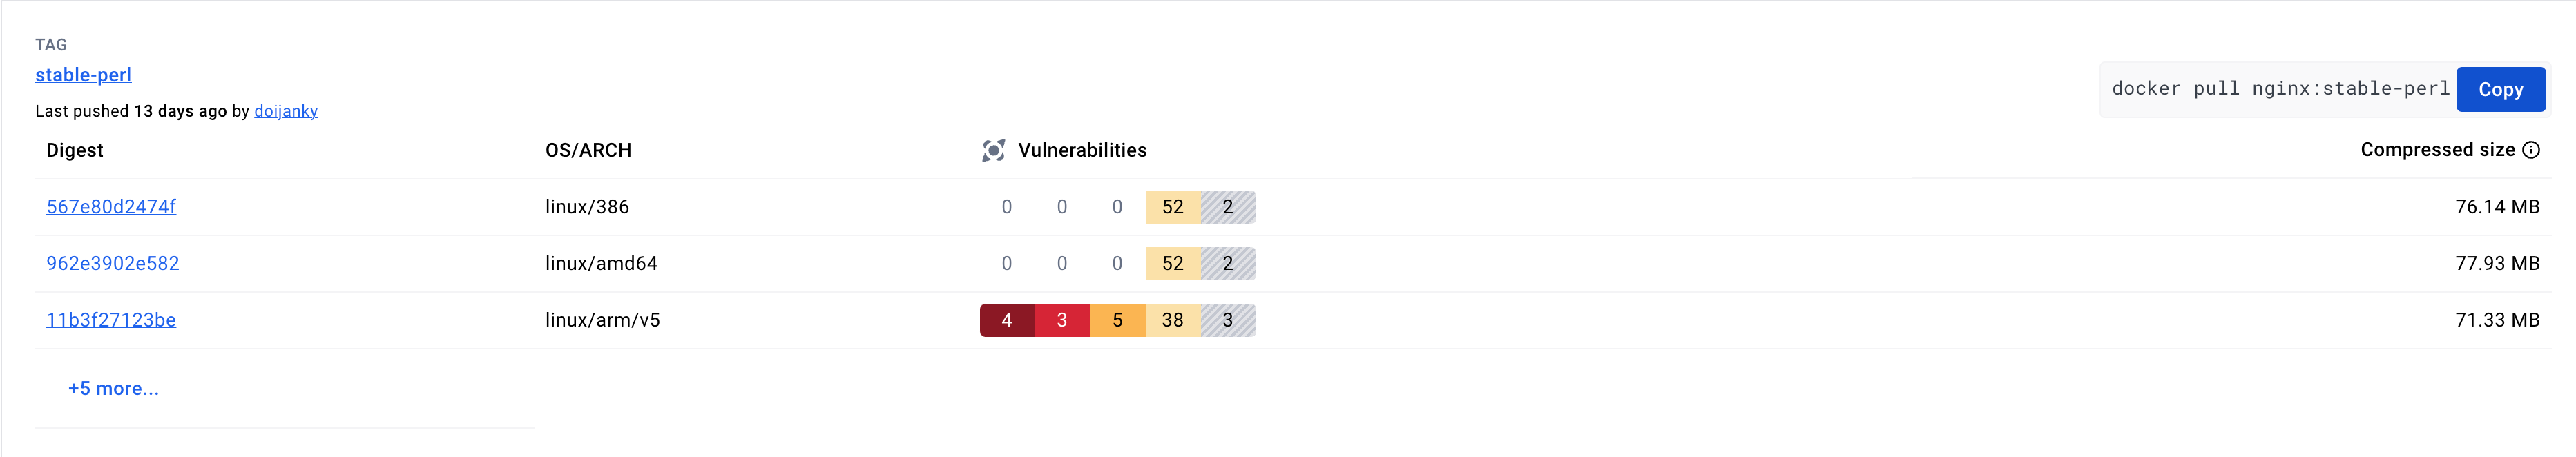 TAG
stable-perl
Last pushed 13 days ago by doijanky
docker pull nginx:stable-perl Copy
Digest OS/ARCH Vulnerabilities Compressed size
567e80d2474f linux/386 0 0 0 52 2 76.14 MB
962e3902e582 linux/amd64 0 0 0 52 2 77.93 MB
11b3f27123be linux/arm/v5 4 3 5 38 3 71.33 MB
+5 more...